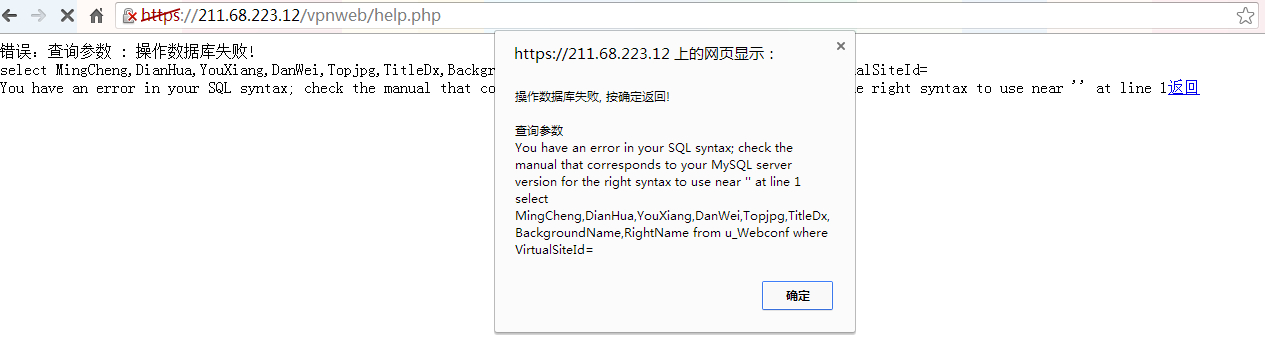 https://211.68.223.12/vpnweb/help.php
错误：查询参数 : 操作数据库失败!
select MingCheng,DianHua,YouXiang,DanWei,Topjpg,TitleDx,Backgro alSiteId=
You have an error in your SQL syntax; check the manual that co e right syntax to use near '' at line 1返回
https://211.68.223.12 上的网页显示：
操作数据库失败, 按确定返回!
查询参数
You have an error in your SQL syntax; check the
manual that corresponds to your MySQL server
version for the right syntax to use near '' at line 1
select
MingCheng,DianHua,YouXiang,DanWei,Topjpg,TitleDx,
BackgroundName,RightName from u_Webconf where
VirtualSiteId=
确定